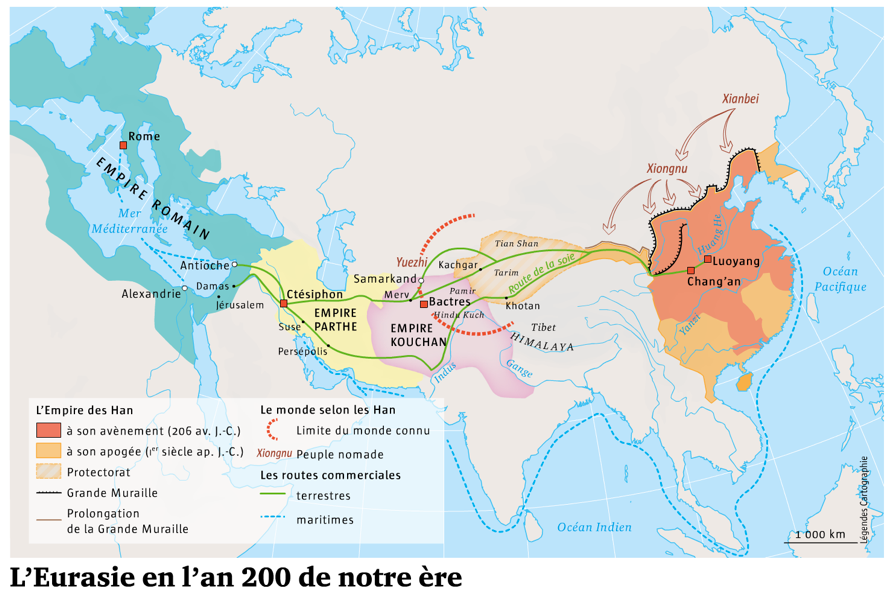 Xianbei
Rome
Xiongnu
EMPIRE ROMAIN
Mer
Méditerranée
Antioche
Alexandrie
Damas
Jérusalem
Ctésiphon
Suse
EMPIRE
PARTHE
Persépolis
Yuezhi
Samarkand
Merv
Bactres
EMPIRE
KOUCHAN
Kachgar
Tian Shan
Tarim
Pamir
Hindu Kuch
Khotan
Route de la soie
Tibet
HIMALAYA
Indus
Gange
Huang He
Luoyang
Chang'an
Yanzi
Océan
Pacifique
Océan Indien
L'Empire des Han
à son avènement (206 av. J.-C.)
à son apogée (Ier siècle ap. J.-C.)
Protectorat
Grande Muraille
Prolongation
de la Grande Muraille
Le monde selon les Han
Limite du monde connu
Xiongnu Peuple nomade
Les routes commerciales
terrestres
maritimes
1 000 km
Légendes Cartographie
L'Eurasie en l'an 200 de notre ère